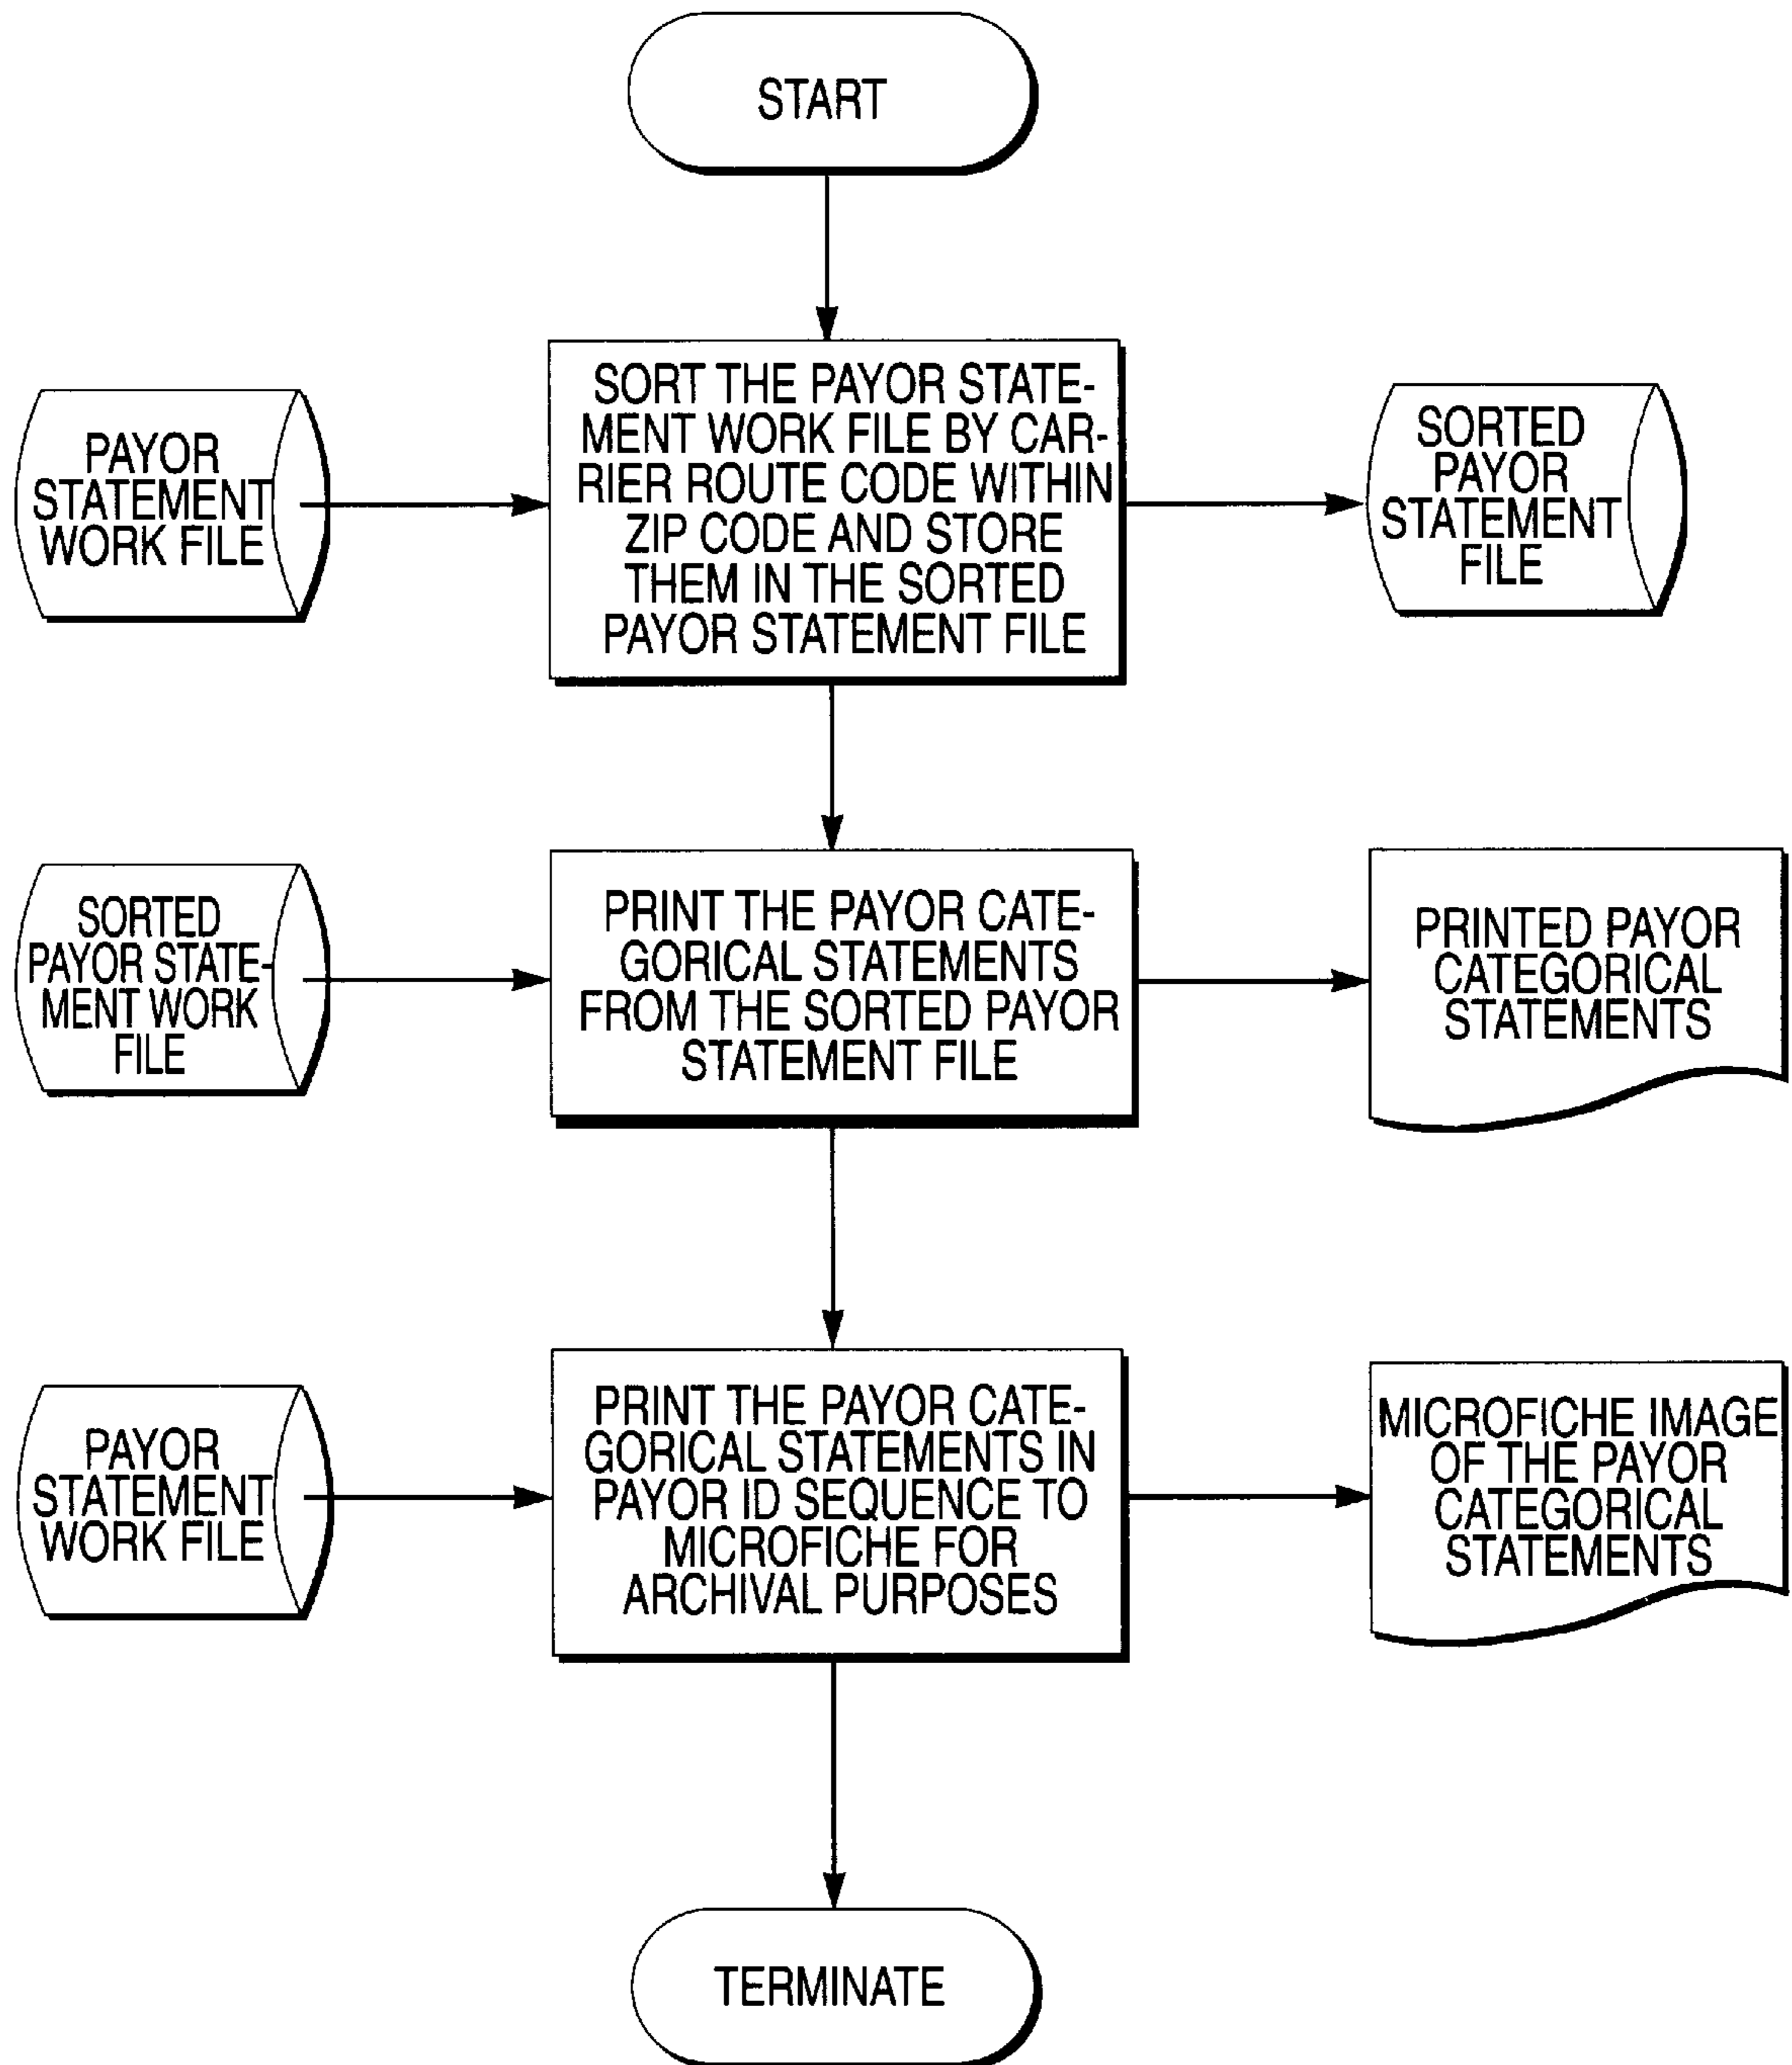 START
PAYOR
STATEMENT
WORK FILE
SORT THE PAYOR STATE-
MENT WORK FILE BY CAR-
RIER ROUTE CODE WITHIN
ZIP CODE AND STORE
THEM IN THE SORTED
PAYOR STATEMENT FILE
SORTED
PAYOR
STATEMENT
FILE
SORTED
PAYOR STATE-
MENT WORK
FILE
PRINT THE PAYOR CATE-
GORICAL STATEMENTS
FROM THE SORTED PAYOR
STATEMENT FILE
PRINTED PAYOR
CATEGORICAL
STATEMENTS
PAYOR
STATEMENT
WORK FILE
PRINT THE PAYOR CATE-
GORICAL STATEMENTS IN
PAYOR ID SEQUENCE TO
MICROFICHE FOR
ARCHIVAL PURPOSES
MICROFICHE IMAGE
OF THE PAYOR
CATEGORICAL
STATEMENTS
TERMINATE